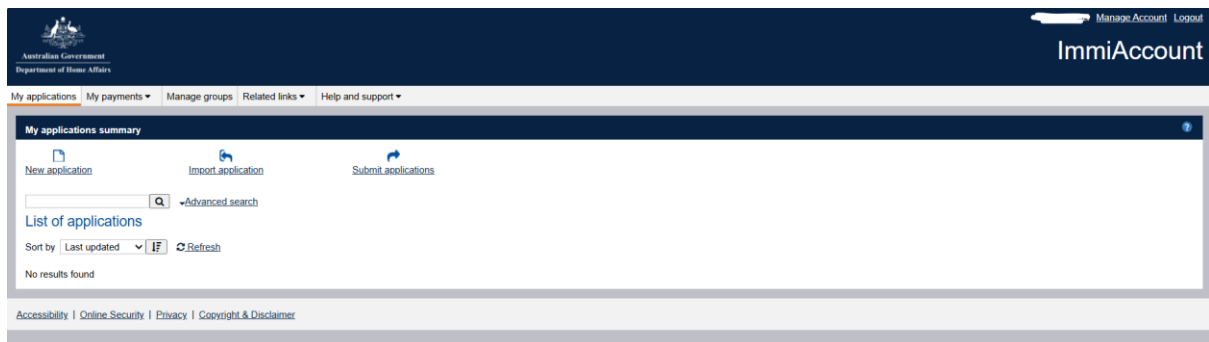 Manage Account Logout
Australian Government
Department of Home Affairs
ImmiAccount
My applications My payments Manage groups Related links Help and support
My applications summary ?
New application Import application Submit applications
Advanced search
List of applications
Sort by Last updated Refresh
No results found
Accessibility | Online Security | Privacy | Copyright & Disclaimer